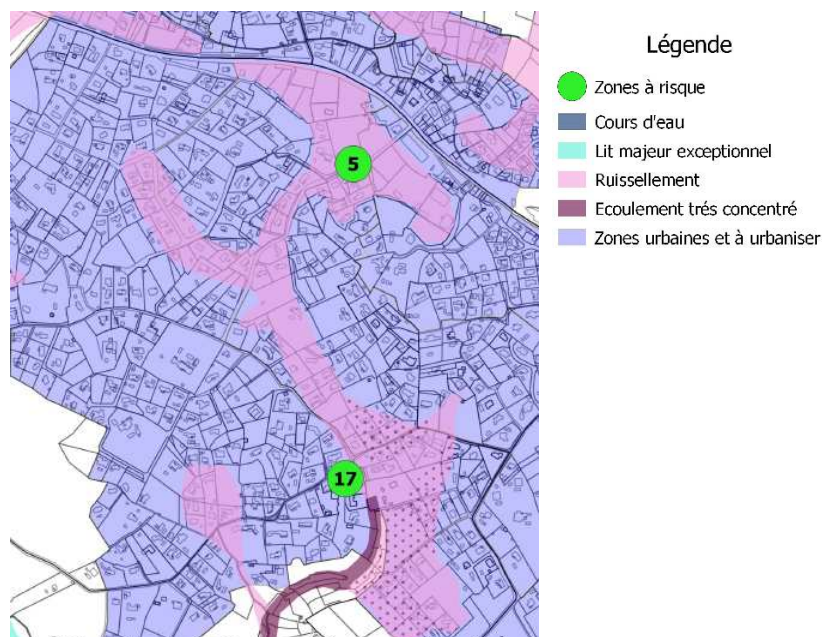 5
17
Légende
Zones à risque
Cours d'eau
Lit majeur exceptionnel
Ruissellement
Ecoulement trés concentré
Zones urbaines et à urbaniser